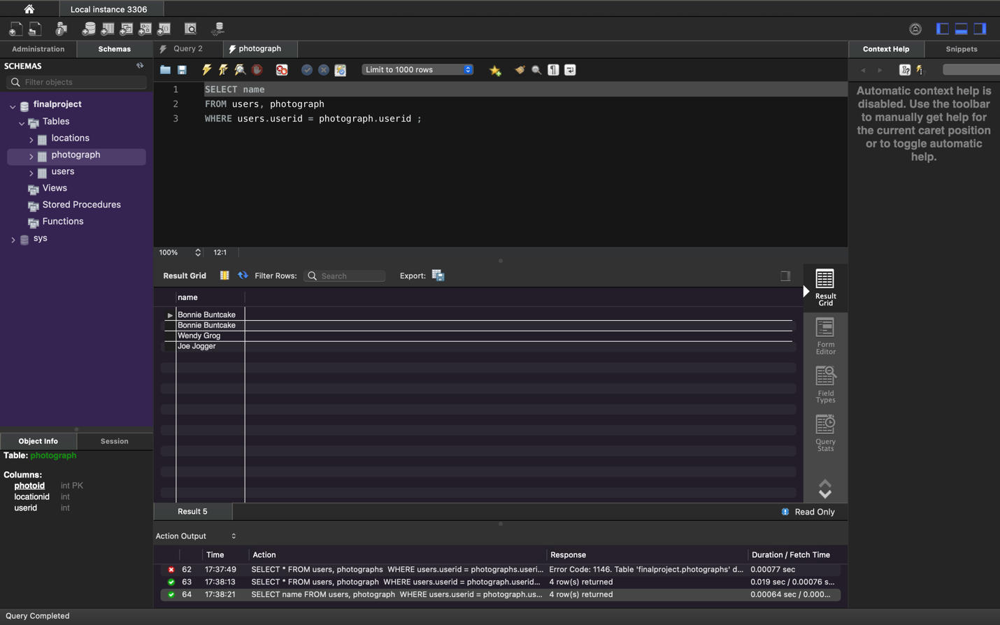 Local instance 3306
Administration
Schemas
Query 2
photograph
Context Help
Snippets
SCHEMAS
Filter objects
Limit to 1000 rows
1 SELECT name
2 FROM users, photograph
3 WHERE users.userid = photograph.userid ;
Automatic context help is
disabled. Use the toolbar
to manually get help for
the current caret position
or to toggle automatic
help.
finalproject
Tables
locations
photograph
users
Views
Stored Procedures
Functions
sys
100%
12:1
Result Grid
Filter Rows:
Search
Export:
name
Bonnie Buntcake
Bonnie Buntcake
Wendy Grog
Joe Jogger
Result
Grid
Form
Editor
Field
Types
Query
Stats
Object Info
Session
Table: photograph
Columns:
photoid int PK
locationid int
userid int
Result 5
Read Only
Action Output
Time Action Response Duration / Fetch Time
62 17:37:49 SELECT * FROM users, photographs WHERE users.userid = photographs.useri... Error Code: 1146. Table 'finalproject.photographs' d... 0.00077 sec
63 17:38:13 SELECT * FROM users, photograph WHERE users.userid = photograph.userid... 4 row(s) returned 0.019 sec / 0.00076 s...
64 17:38:21 SELECT name FROM users, photograph WHERE users.userid = photograph.us... 4 row(s) returned 0.00064 sec / 0.000...
Query Completed